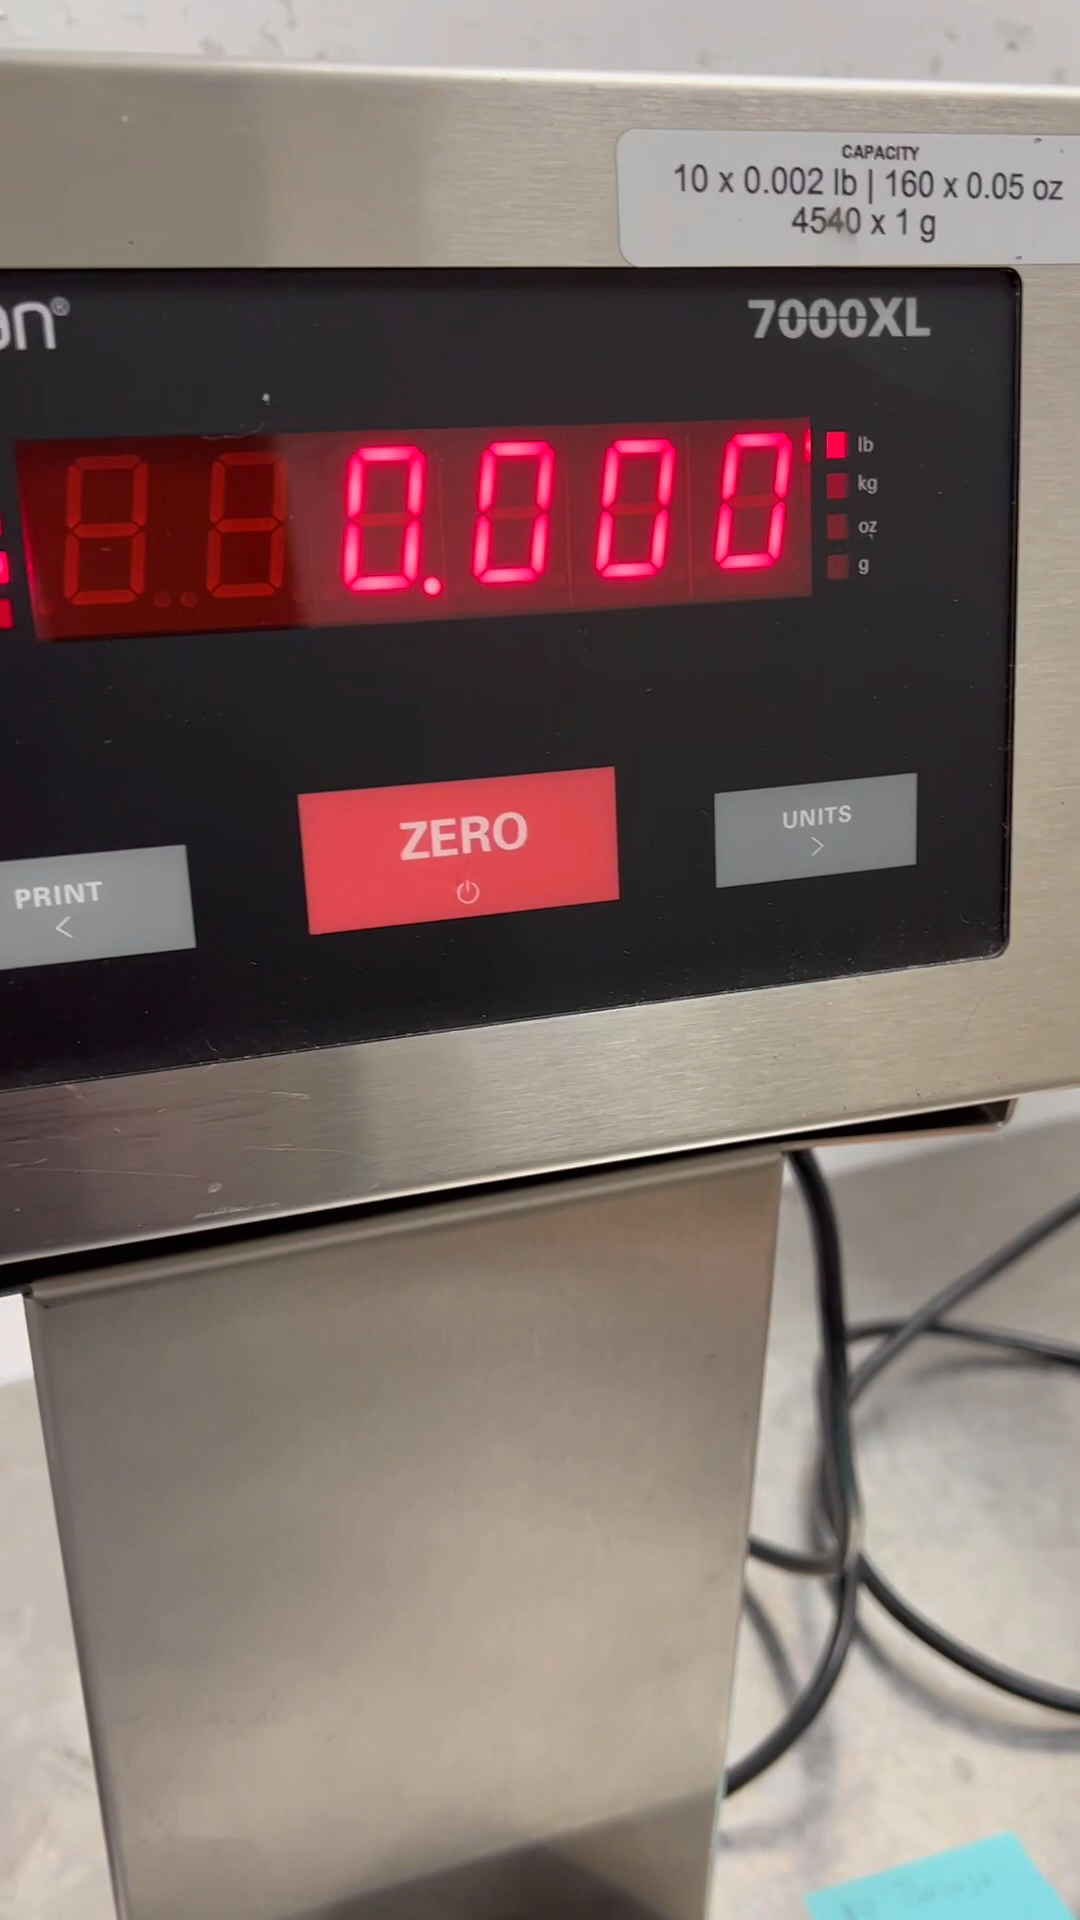 CAPACITY
10 x 0.002 lb | 160 x 0.05 oz
4540 x 1 g
an®
7000XL
0.000
lb
kg
oz
g
ZERO
UNITS
>
PRINT
<